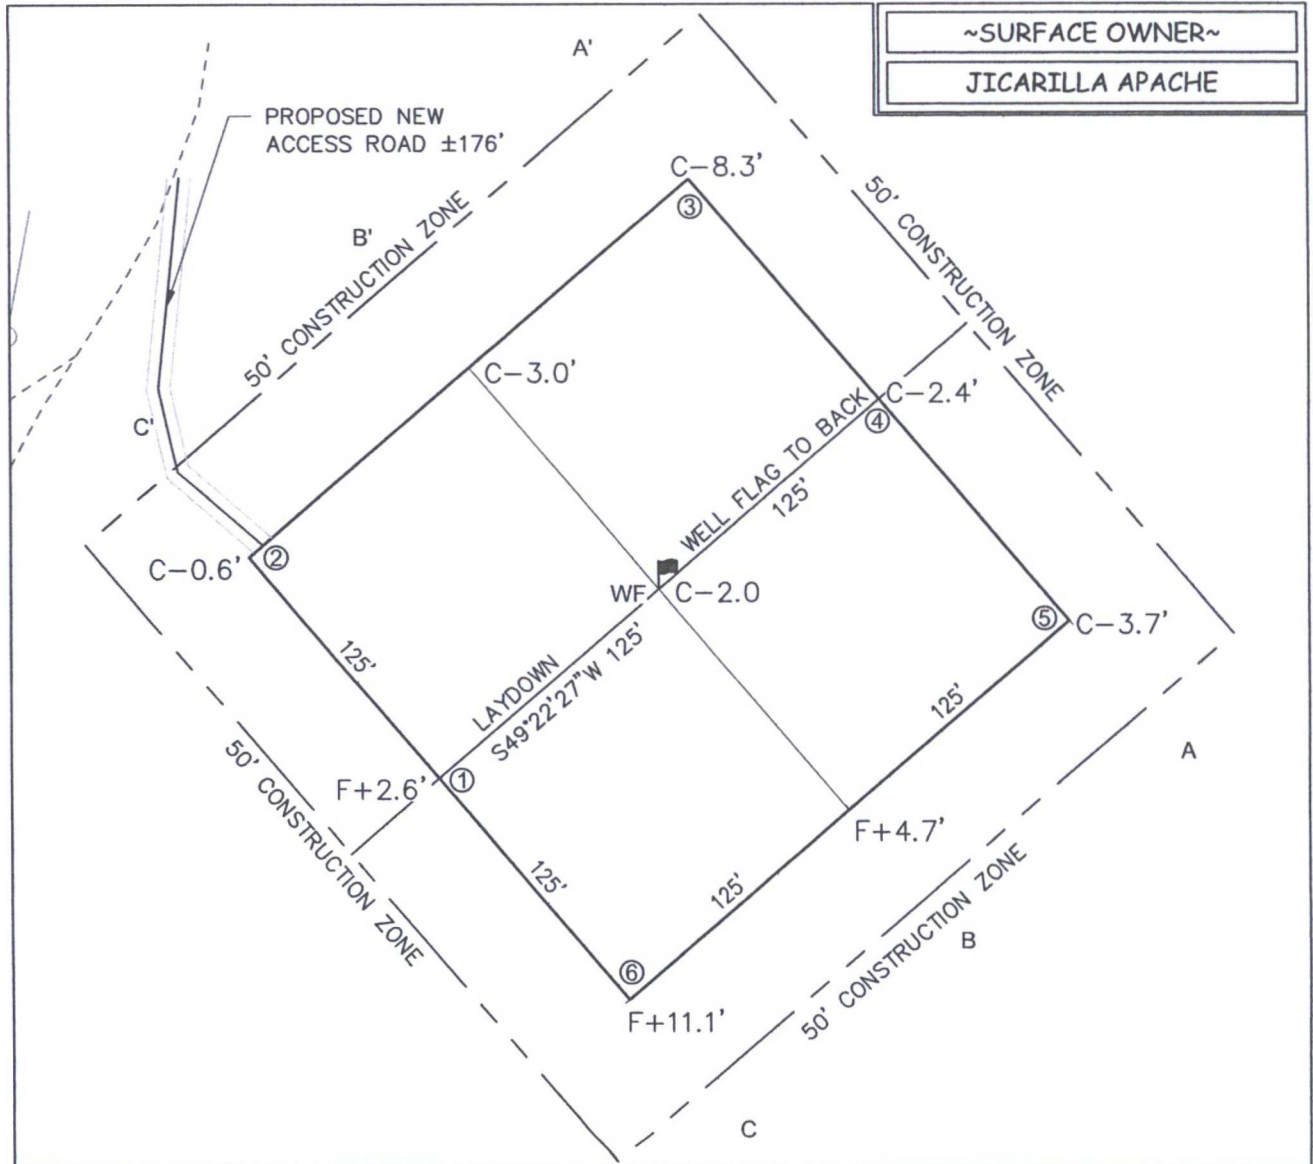 ~SURFACE OWNER~
JICARILLA APACHE
A'
PROPOSED NEW
ACCESS ROAD ±176'
C-8.3'
③
50' CONSTRUCTION ZONE
B'
50' CONSTRUCTION ZONE
C-3.0'
C-2.4'
④
C'
WELL FLAG TO BACK
125'
②
C-0.6'
WF
C-2.0
⑤
C-3.7'
125'
LAYDOWN
S49°22'27"W 125'
125'
A
F+2.6'
①
50' CONSTRUCTION ZONE
F+4.7'
125'
125'
B
50' CONSTRUCTION ZONE
⑥
F+11.1'
C